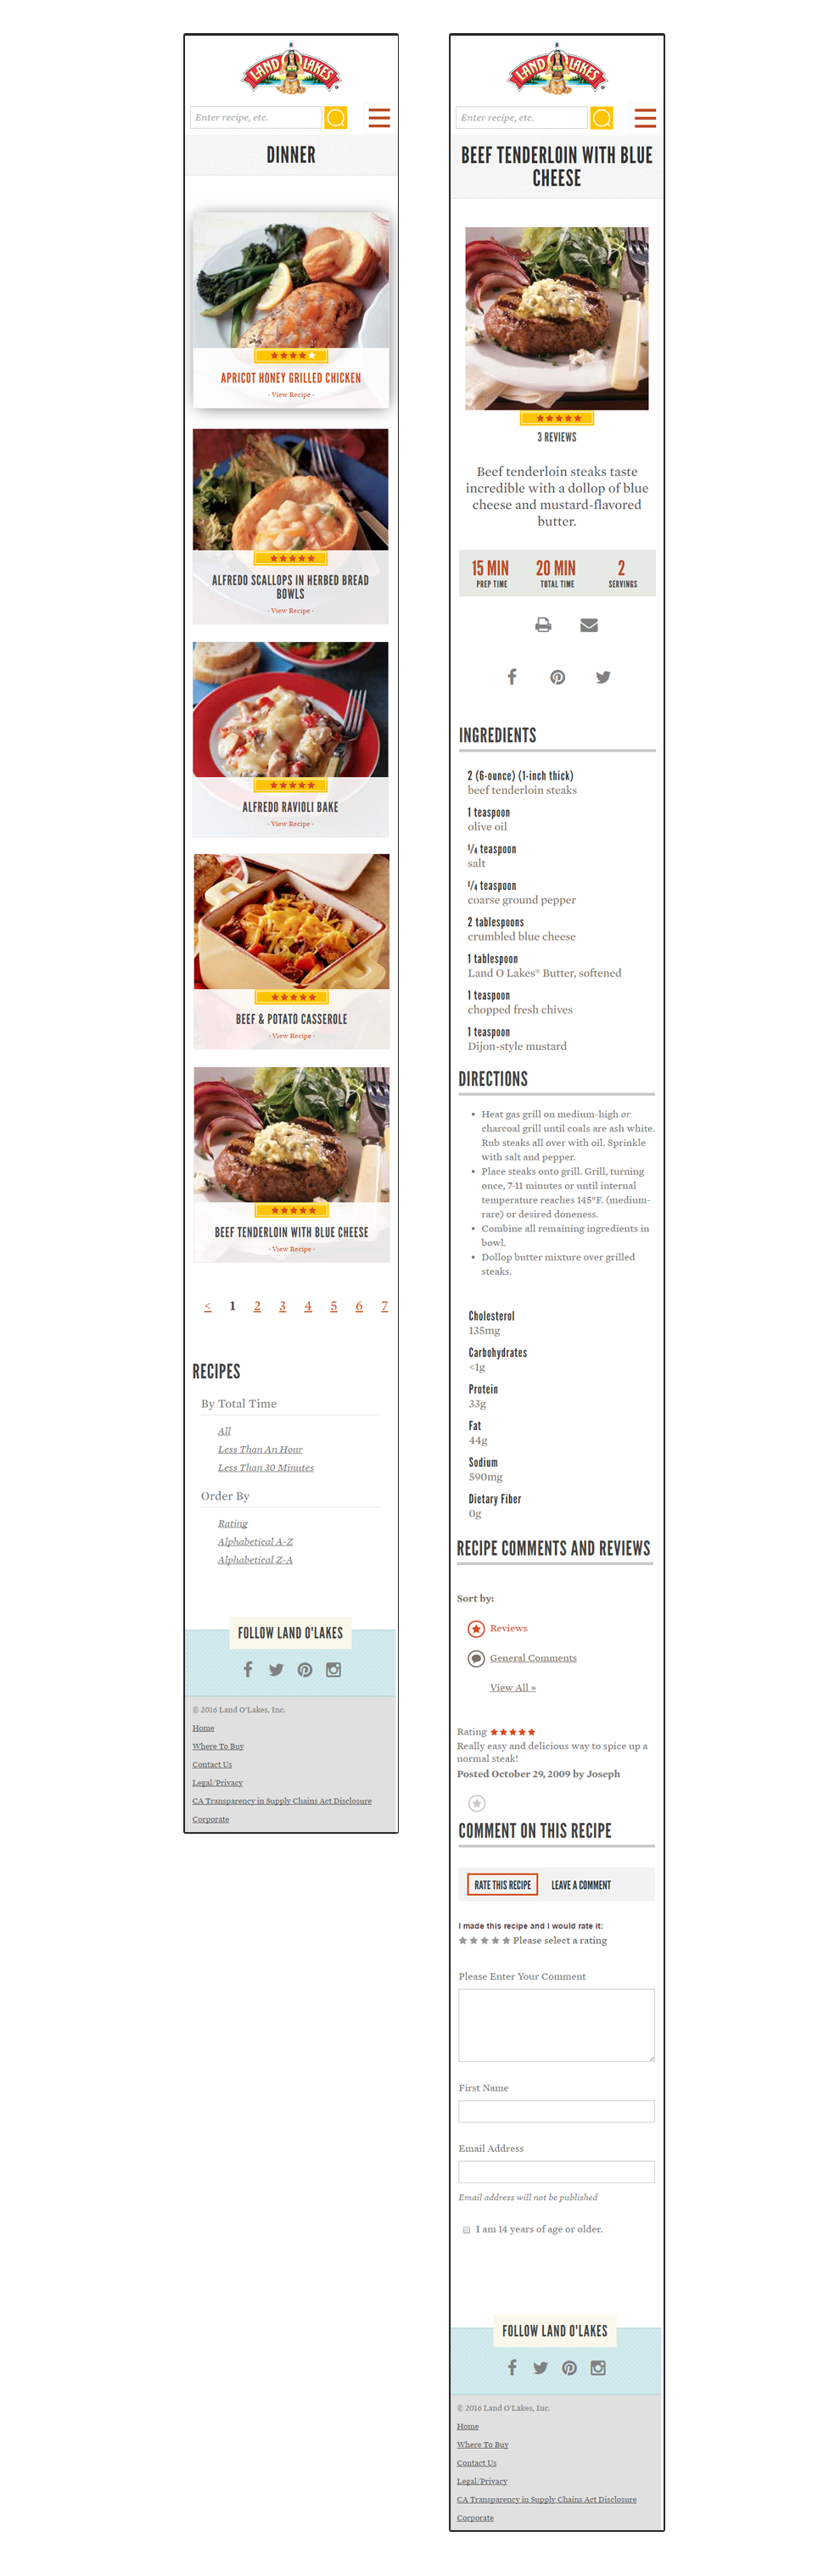 LAND O LAKES
Enter recipe, etc.
DINNER
APRICOT HONEY GRILLED CHICKEN
- View Recipe -
ALFREDO SCALLOPS IN HERBED BREAD
BOWLS
- View Recipe -
ALFREDO RAVIOLI BAKE
- View Recipe -
BEEF & POTATO CASSEROLE
- View Recipe -
BEEF TENDERLOIN WITH BLUE CHEESE
- View Recipe -
< 1 2 3 4 5 6 7
RECIPES
By Total Time
All
Less Than An Hour
Less Than 30 Minutes
Order By
Rating
Alphabetical A-Z
Alphabetical Z-A
FOLLOW LAND O'LAKES
© 2016 Land O'Lakes, Inc.
Home
Where To Buy
Contact Us
Legal/Privacy
CA Transparency in Supply Chains Act Disclosure
Corporate
LAND O LAKES
Enter recipe, etc.
BEEF TENDERLOIN WITH BLUE
CHEESE
3 REVIEWS
Beef tenderloin steaks taste
incredible with a dollop of blue
cheese and mustard-flavored
butter.
15 MIN 20 MIN 2
PREP TIME TOTAL TIME SERVINGS
INGREDIENTS
2 (6-ounce) (1-inch thick)
beef tenderloin steaks
1 teaspoon
olive oil
1/4 teaspoon
salt
1/4 teaspoon
coarse ground pepper
2 tablespoons
crumbled blue cheese
1 tablespoon
Land O Lakes® Butter, softened
1 teaspoon
chopped fresh chives
1 teaspoon
Dijon-style mustard
DIRECTIONS
• Heat gas grill on medium-high or
charcoal grill until coals are ash white.
Rub steaks all over with oil. Sprinkle
with salt and pepper.
• Place steaks onto grill. Grill, turning
once, 7-11 minutes or until internal
temperature reaches 145°F. (medium-
rare) or desired doneness.
• Combine all remaining ingredients in
bowl.
• Dollop butter mixture over grilled
steaks.
Cholesterol
135mg
Carbohydrates
<1g
Protein
33g
Fat
44g
Sodium
590mg
Dietary Fiber
0g
RECIPE COMMENTS AND REVIEWS
Sort by:
Reviews
General Comments
View All »
Rating
Really easy and delicious way to spice up a
normal steak!
Posted October 29, 2009 by Joseph
COMMENT ON THIS RECIPE
RATE THIS RECIPE LEAVE A COMMENT
I made this recipe and I would rate it:
Please select a rating
Please Enter Your Comment
First Name
Email Address
Email address will not be published
I am 14 years of age or older.
FOLLOW LAND O'LAKES
© 2016 Land O'Lakes, Inc.
Home
Where To Buy
Contact Us
Legal/Privacy
CA Transparency in Supply Chains Act Disclosure
Corporate